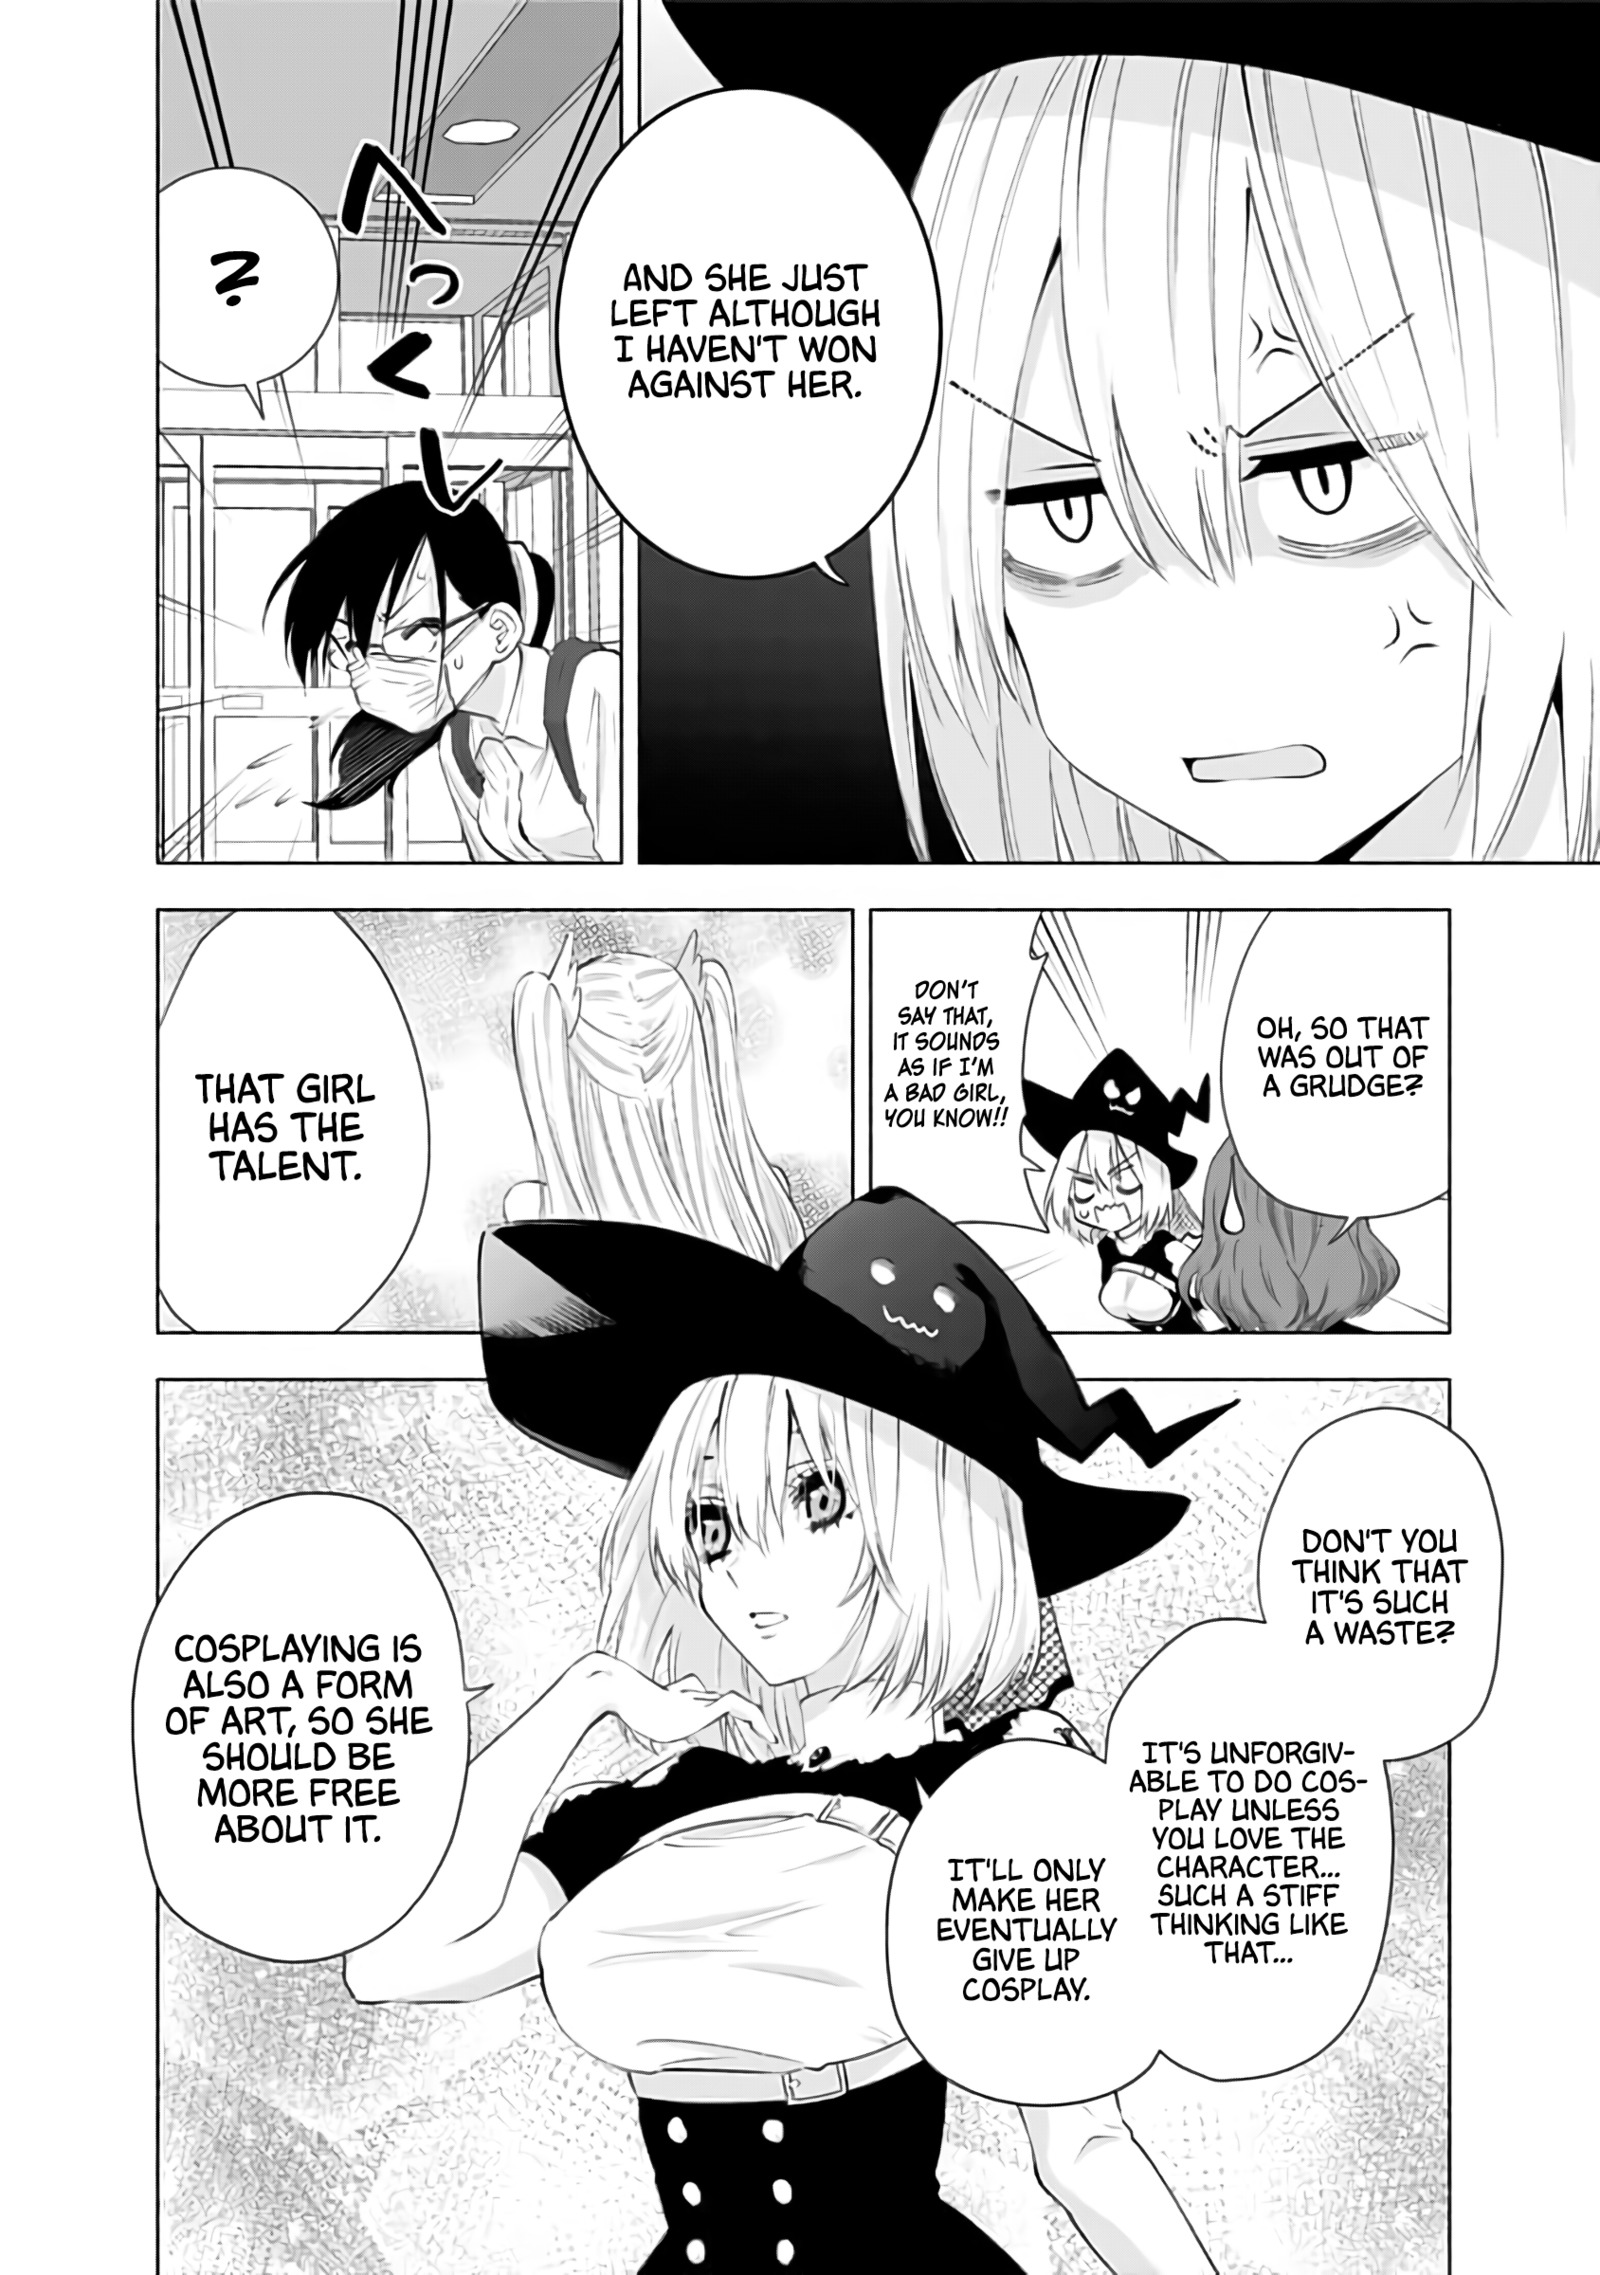 AND SHE JUST
LEFT ALTHOUGH
I HAVEN'T WON
AGAINST HER.
?
へっくし
OH, SO THAT
WAS OUT OF
A GRUDGE?
DON'T
SAY THAT,
IT SOUNDS
AS IF I'M
A BAD GIRL,
YOU KNOW!!
THAT GIRL
HAS THE
TALENT.
DON'T YOU
THINK THAT
IT'S SUCH
A WASTE?
IT'S UNFORGIV-
ABLE TO DO COS-
PLAY UNLESS
YOU LOVE THE
CHARACTER...
SUCH A STIFF
THINKING LIKE
THAT...
IT'LL ONLY
MAKE HER
EVENTUALLY
GIVE UP
COSPLAY.
COSPLAYING IS
ALSO A FORM
OF ART, SO SHE
SHOULD BE
MORE FREE
ABOUT IT.